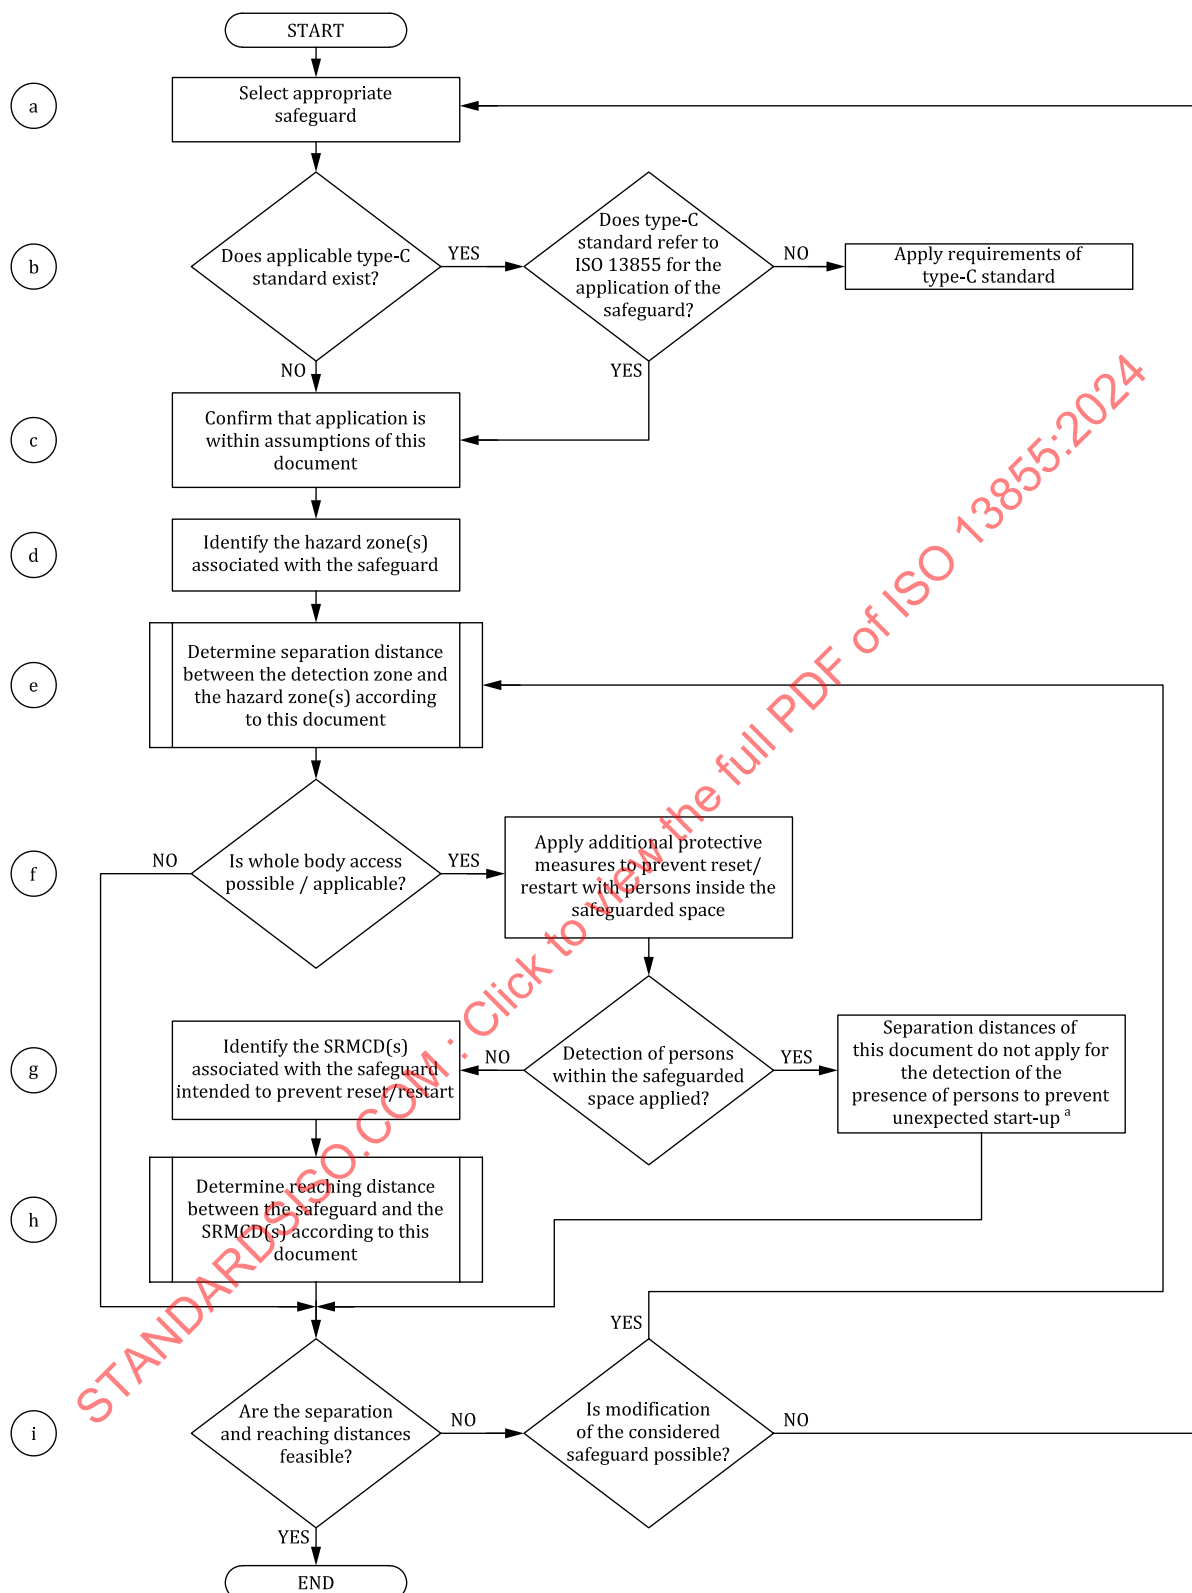 START
a
Select appropriate
safeguard
b
Does applicable type-C
standard exist?
YES
Does type-C
standard refer to
ISO 13855 for the
application of the
safeguard?
NO
Apply requirements of
type-C standard
NO
YES
c
Confirm that application is
within assumptions of this
document
d
Identify the hazard zone(s)
associated with the safeguard
e
Determine separation distance
between the detection zone and
the hazard zone(s) according
to this document
f
NO
Is whole body access
possible / applicable?
YES
Apply additional protective
measures to prevent reset/
restart with persons inside the
safeguarded space
g
Identify the SRMCD(s)
associated with the safeguard
intended to prevent reset/restart
NO
Detection of persons
within the safeguarded
space applied?
YES
Separation distances of
this document do not apply for
the detection of the
presence of persons to prevent
unexpected start-up a
h
Determine reaching distance
between the safeguard and the
SRMCD(s) according to this
document
YES
i
Are the separation
and reaching distances
feasible?
NO
Is modification
of the considered
safeguard possible?
NO
YES
END
STANDARDSISO.COM : Click to view the full PDF of ISO 13855:2024